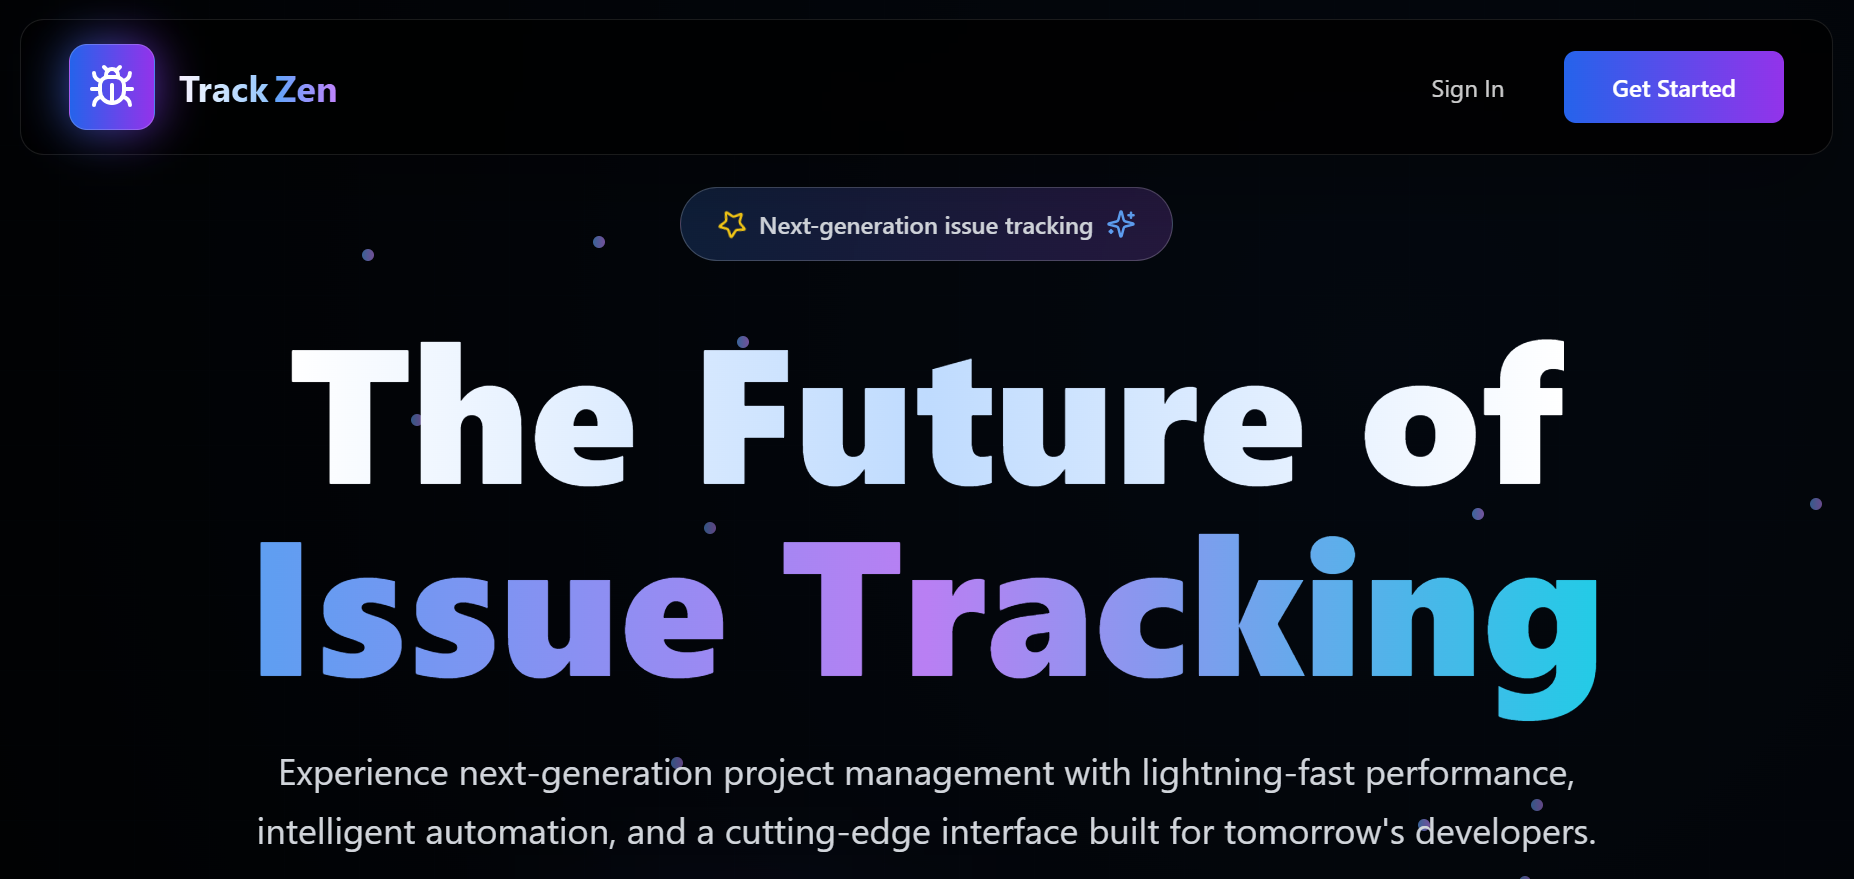 Track Zen
Sign In
Get Started
Next-generation issue tracking
The Future of
Issue Tracking
Experience next-generation project management with lightning-fast performance,
intelligent automation, and a cutting-edge interface built for tomorrow's developers.